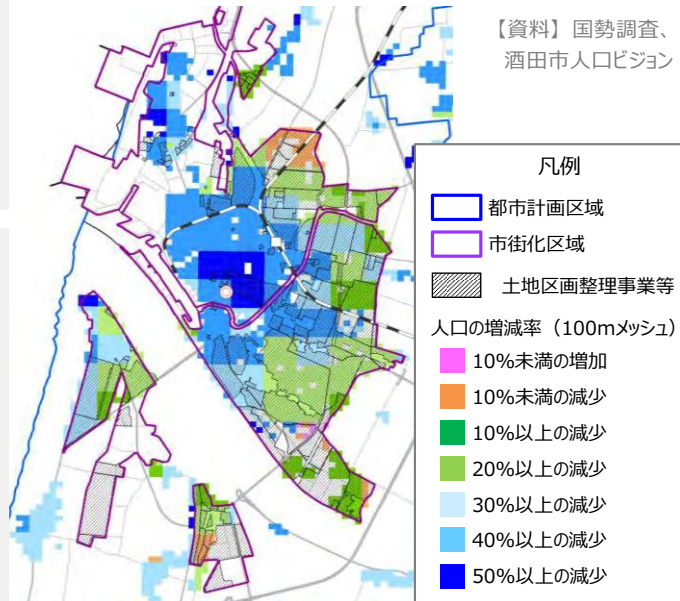 【資料】国勢調査、
酒田市人口ビジョン
凡例
都市計画区域
市街化区域
土地区画整理事業等
人口の増減率（100mメッシュ）
10%未満の増加
10%未満の減少
10%以上の減少
20%以上の減少
30%以上の減少
40%以上の減少
50%以上の減少